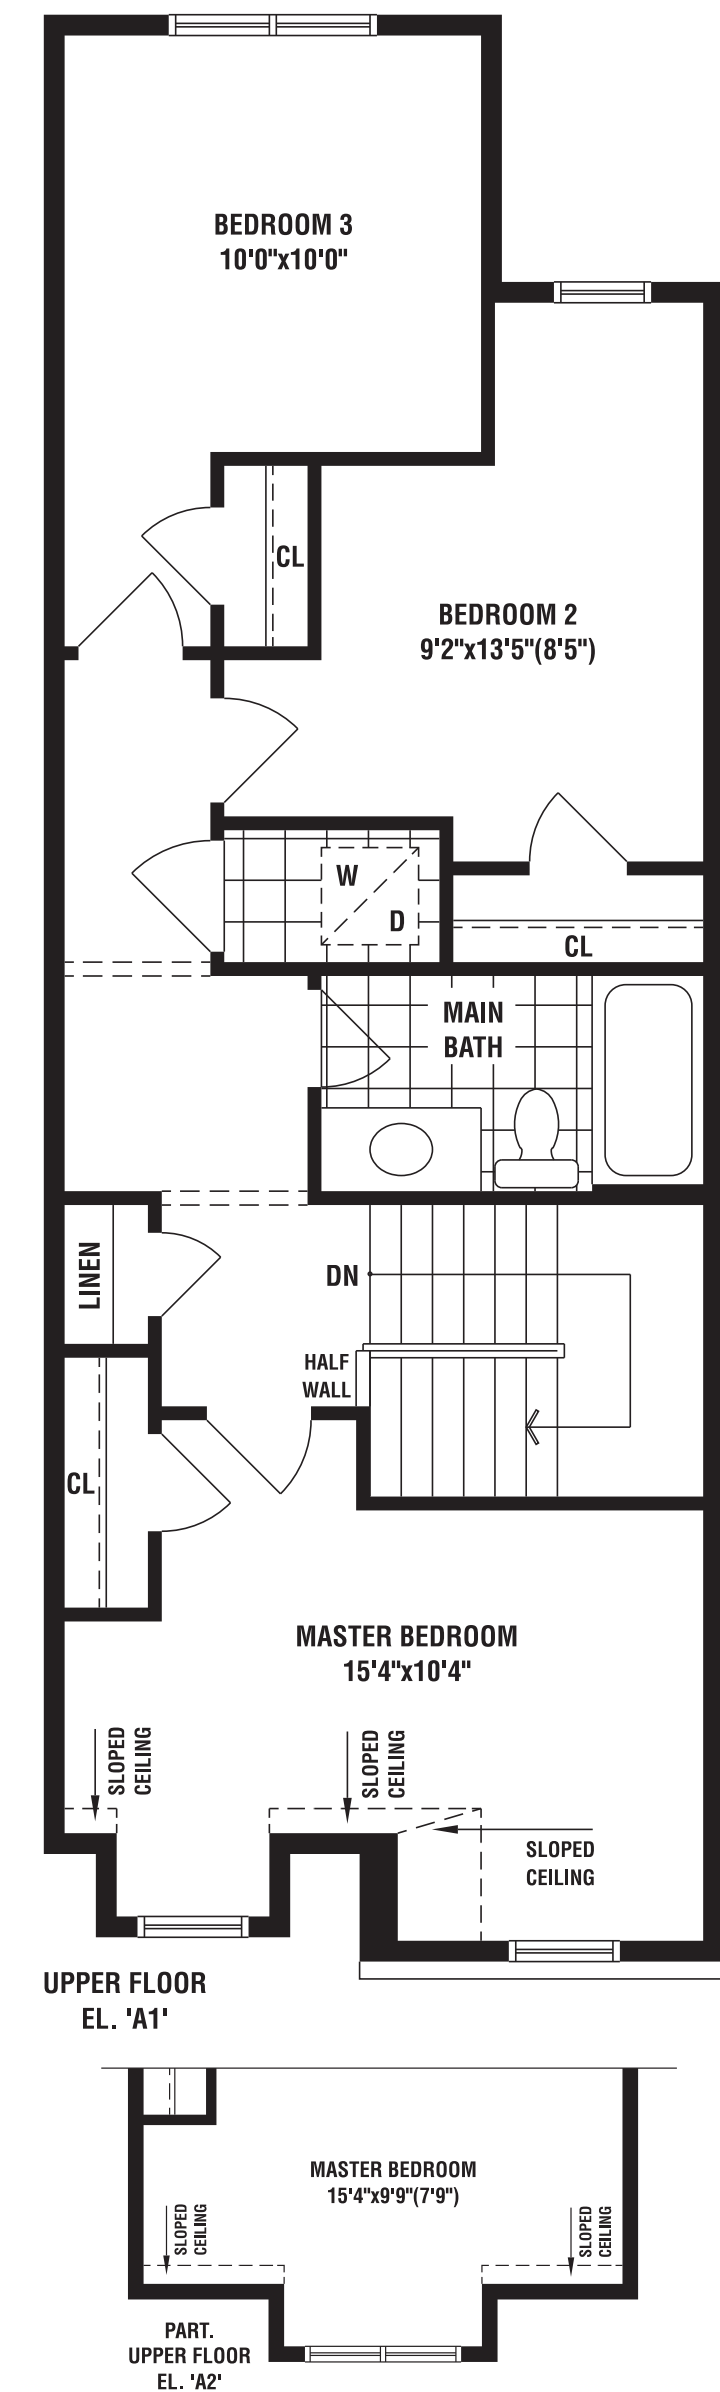 BEDROOM 3
10'0"x10'0"
CL
BEDROOM 2
9'2"x13'5"(8'5")
W
D
CL
MAIN
BATH
LINEN
DN
HALF
WALL
CL
MASTER BEDROOM
15'4"x10'4"
SLOPED
CEILING
SLOPED
CEILING
SLOPED
CEILING
UPPER FLOOR
EL. 'A1'
MASTER BEDROOM
15'4"x9'9"(7'9")
SLOPED
CEILING
SLOPED
CEILING
PART.
UPPER FLOOR
EL. 'A2'